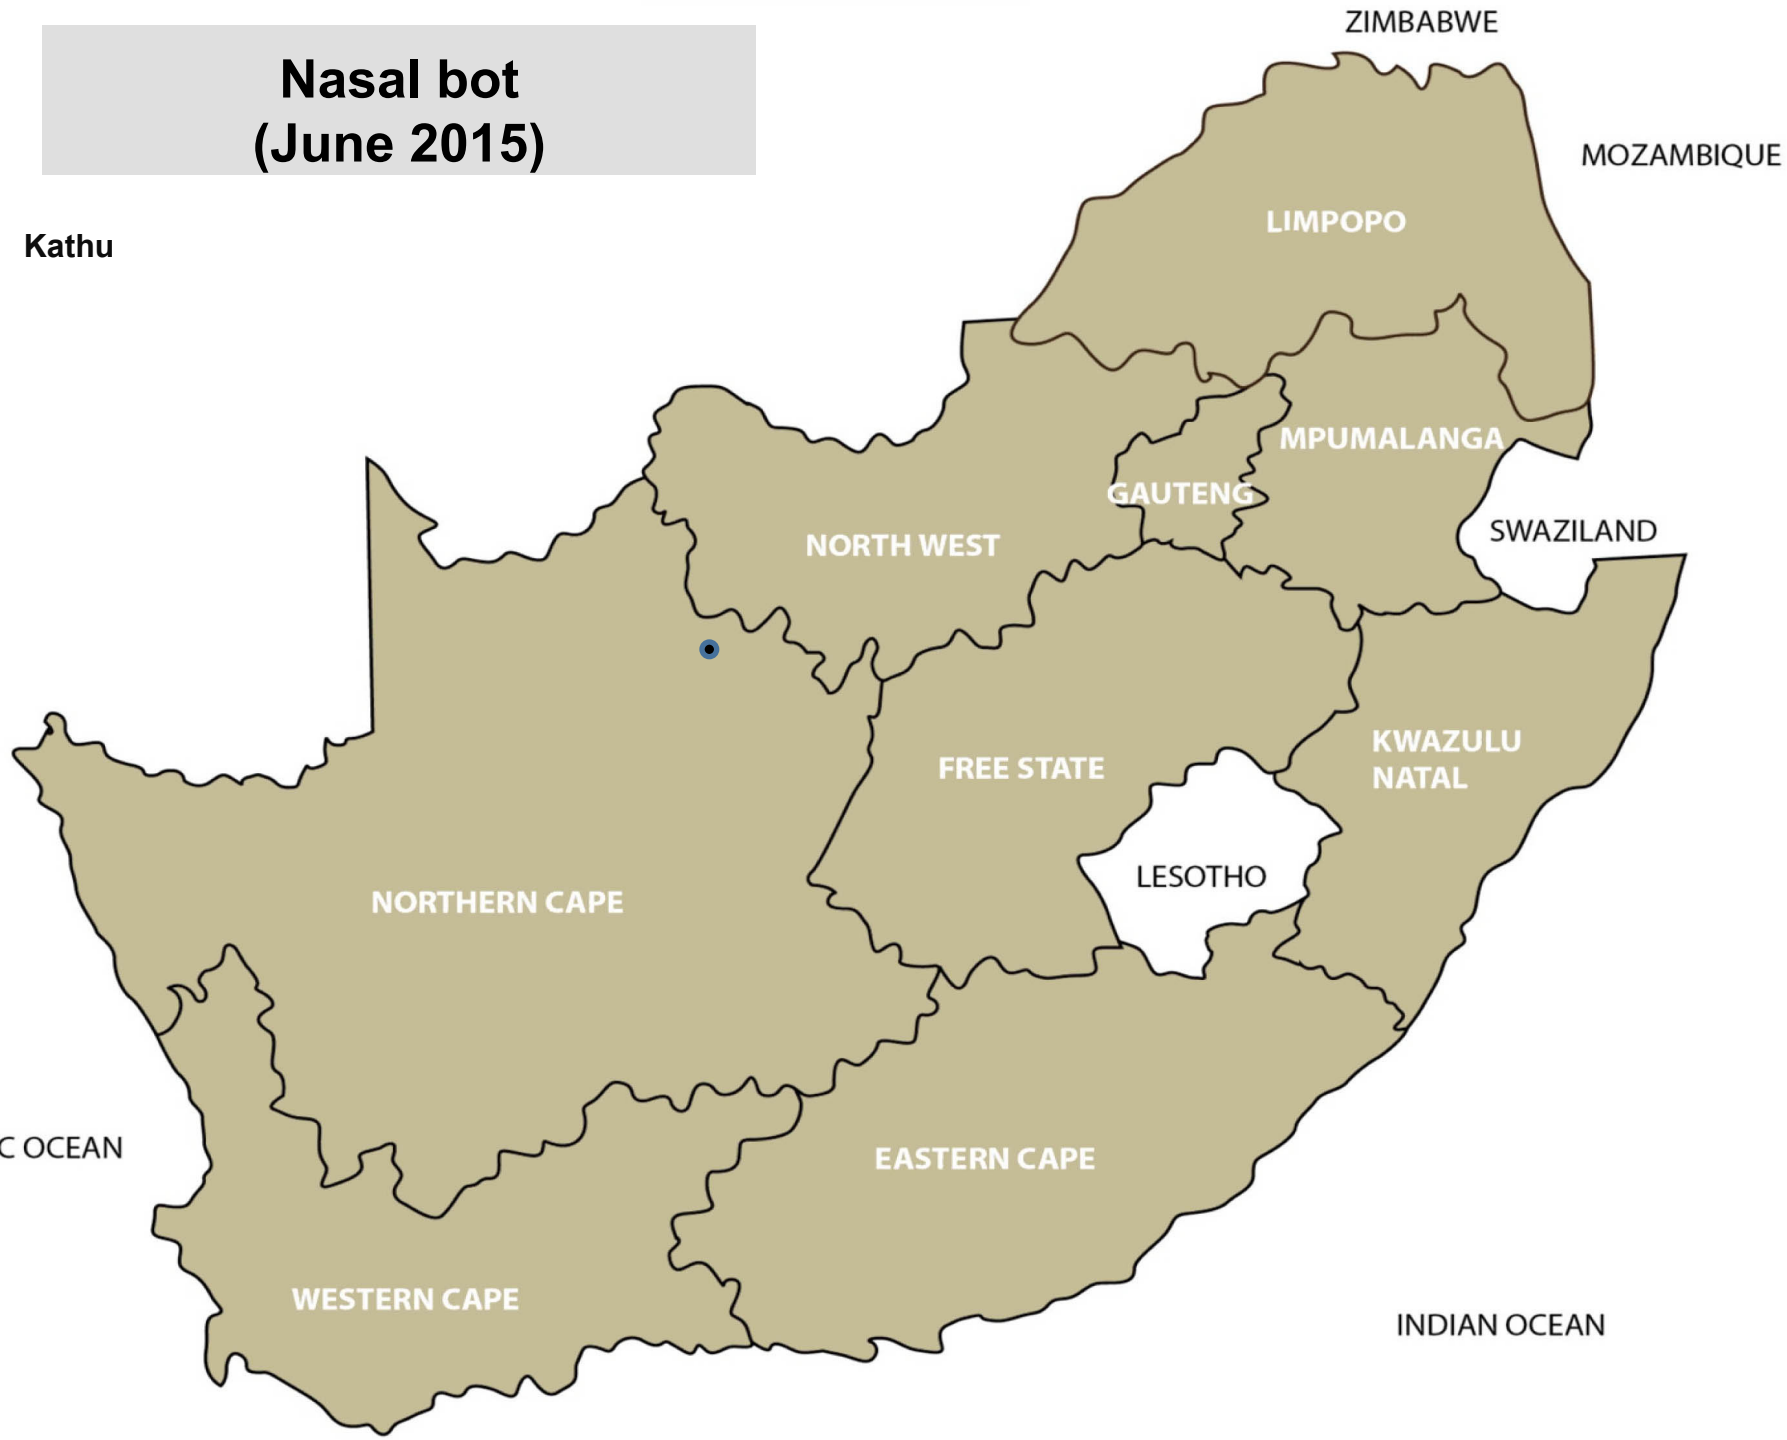 ZIMBABWE
Nasal bot
(June 2015)
MOZAMBIQUE
LIMPOPO
Kathu
MPUMALANGA
GAUTENG
SWAZILAND
NORTH WEST
KWAZULU
NATAL
FREE STATE
LESOTHO
NORTHERN CAPE
C OCEAN
EASTERN CAPE
WESTERN CAPE
INDIAN OCEAN